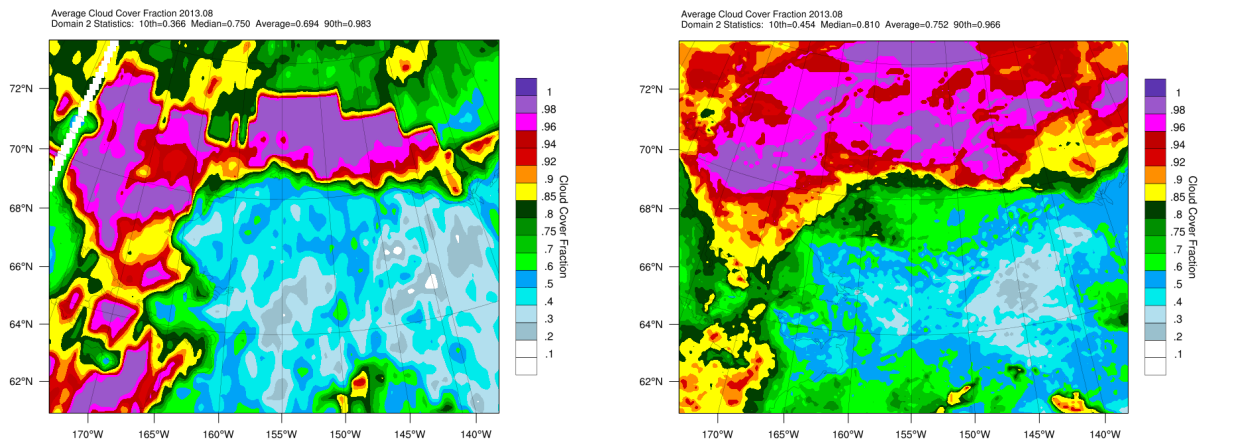 Average Cloud Cover Fraction 2013.08
Domain 2 Statistics: 10th=0.366 Median=0.750 Average=0.694 90th=0.983
72°N
70°N
68°N
66°N
64°N
62°N
170°W 165°W 160°W 155°W 150°W 145°W 140°W
1
.98
.96
.94
.92
.9
.85
.8
.75
.7
.6
.5
.4
.3
.2
.1
Cloud Cover Fraction
Average Cloud Cover Fraction 2013.08
Domain 2 Statistics: 10th=0.454 Median=0.810 Average=0.752 90th=0.966
72°N
70°N
68°N
66°N
64°N
62°N
170°W 165°W 160°W 155°W 150°W 145°W 140°W
1
.98
.96
.94
.92
.9
.85
.8
.75
.7
.6
.5
.4
.3
.2
.1
Cloud Cover Fraction